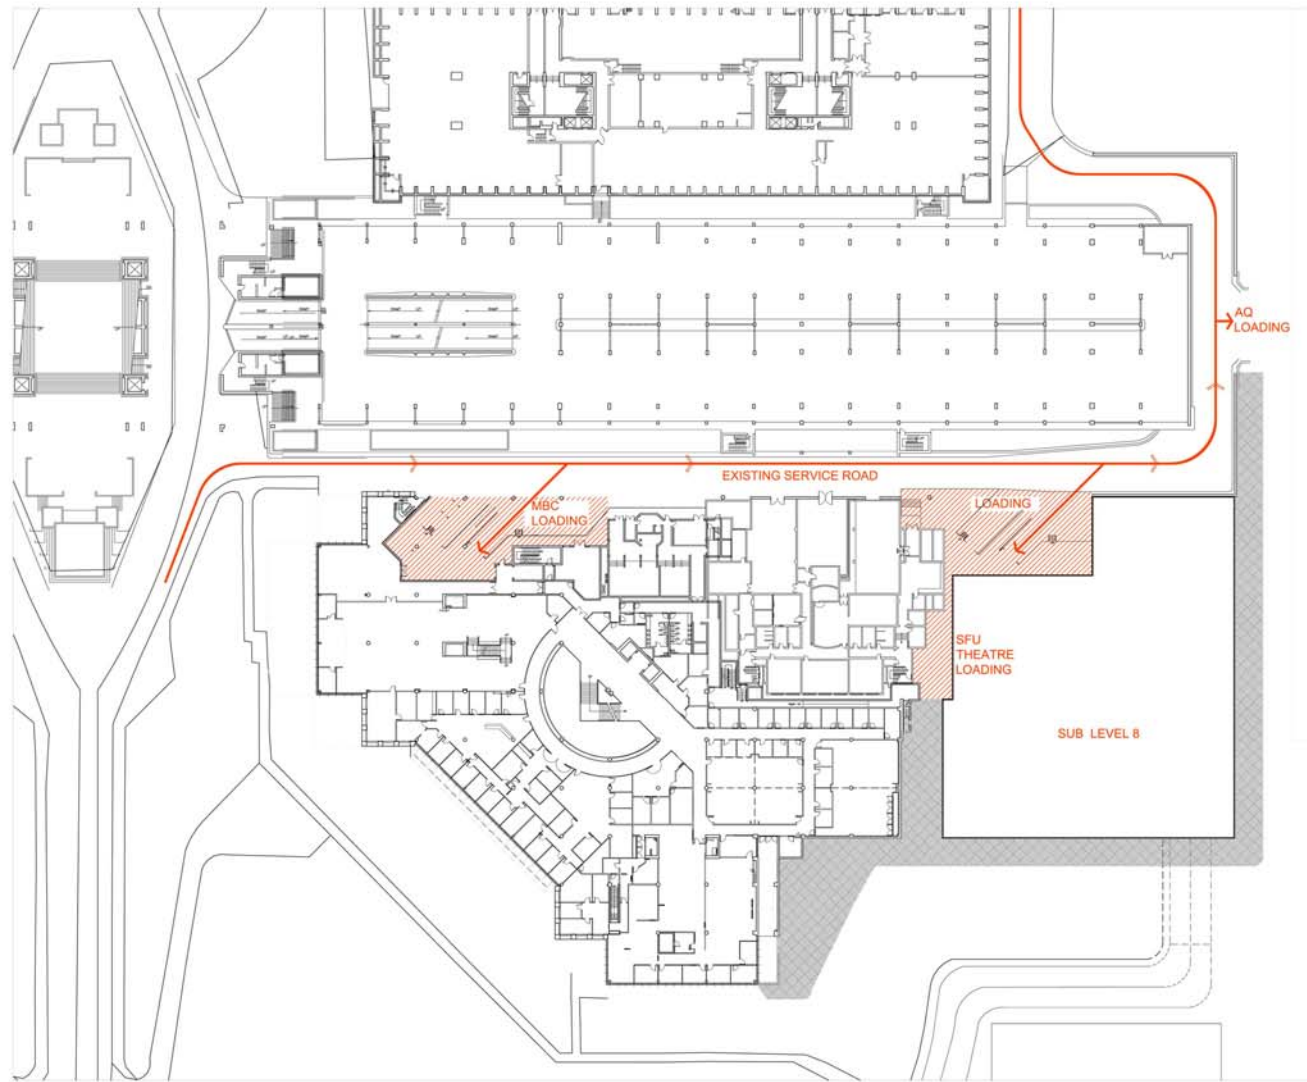 AQ
LOADING
EXISTING SERVICE ROAD
MBC
LOADING
LOADING
SFU
THEATRE
LOADING
SUB LEVEL 8